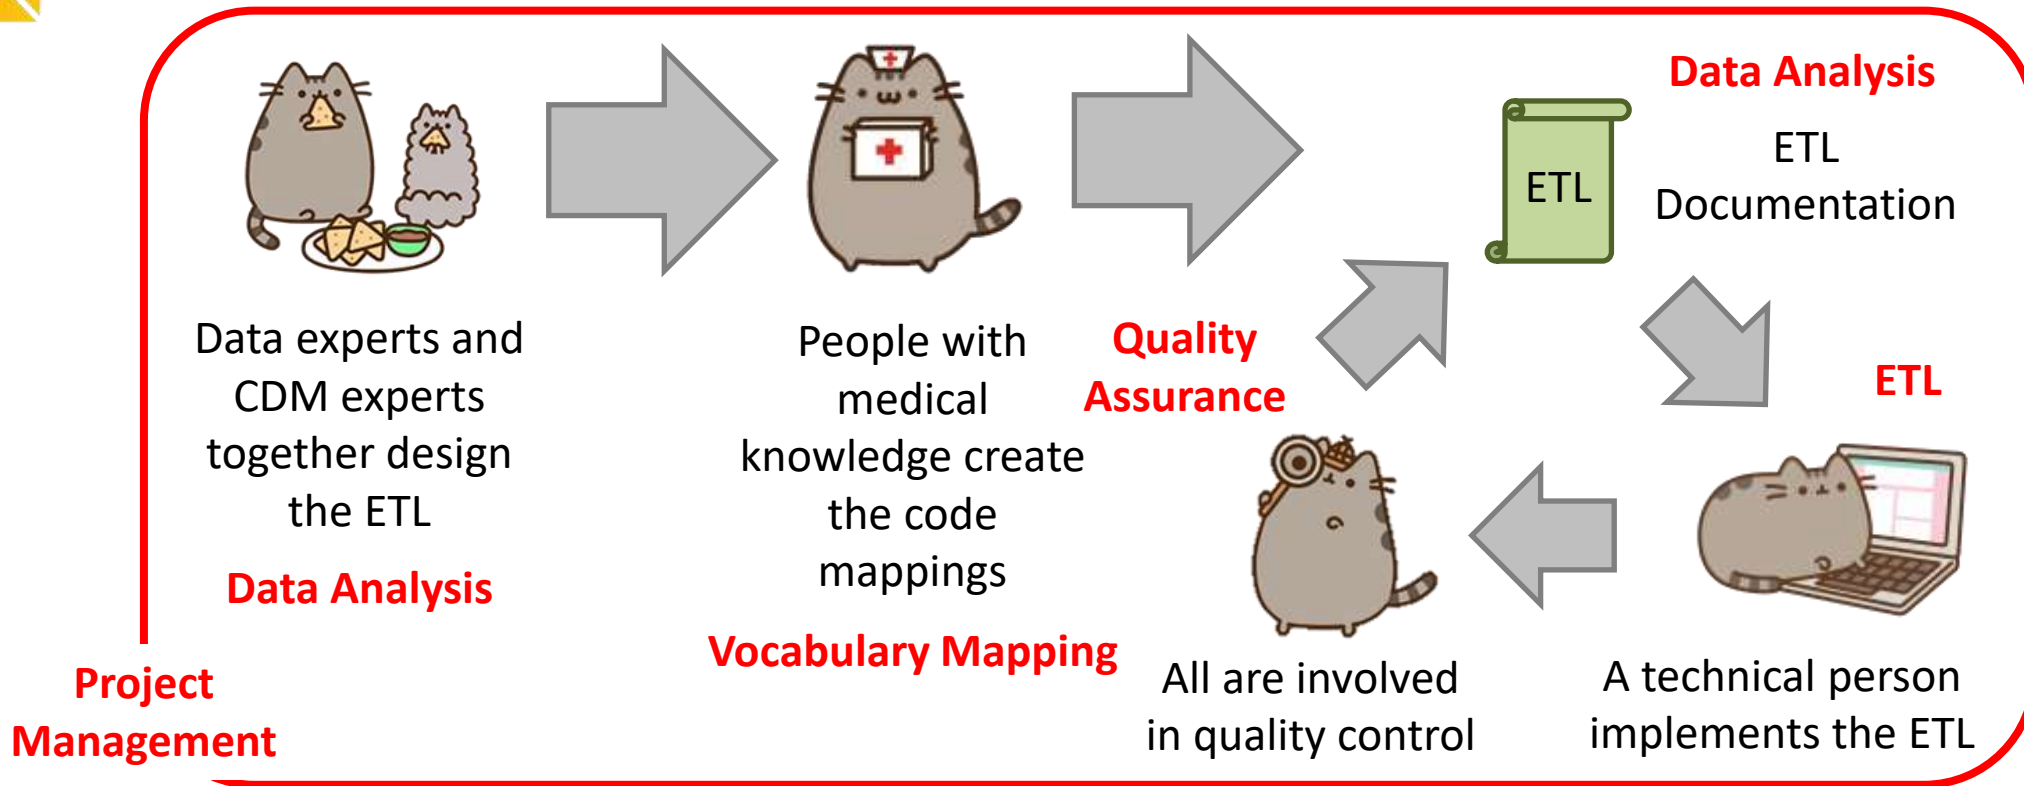 Data experts and
CDM experts
together design
the ETL
Data Analysis
People with
medical
knowledge create
the code
mappings
Vocabulary Mapping
ETL
Data Analysis
ETL
Documentation
ETL
A technical person
implements the ETL
Quality
Assurance
All are involved
in quality control
Project
Management